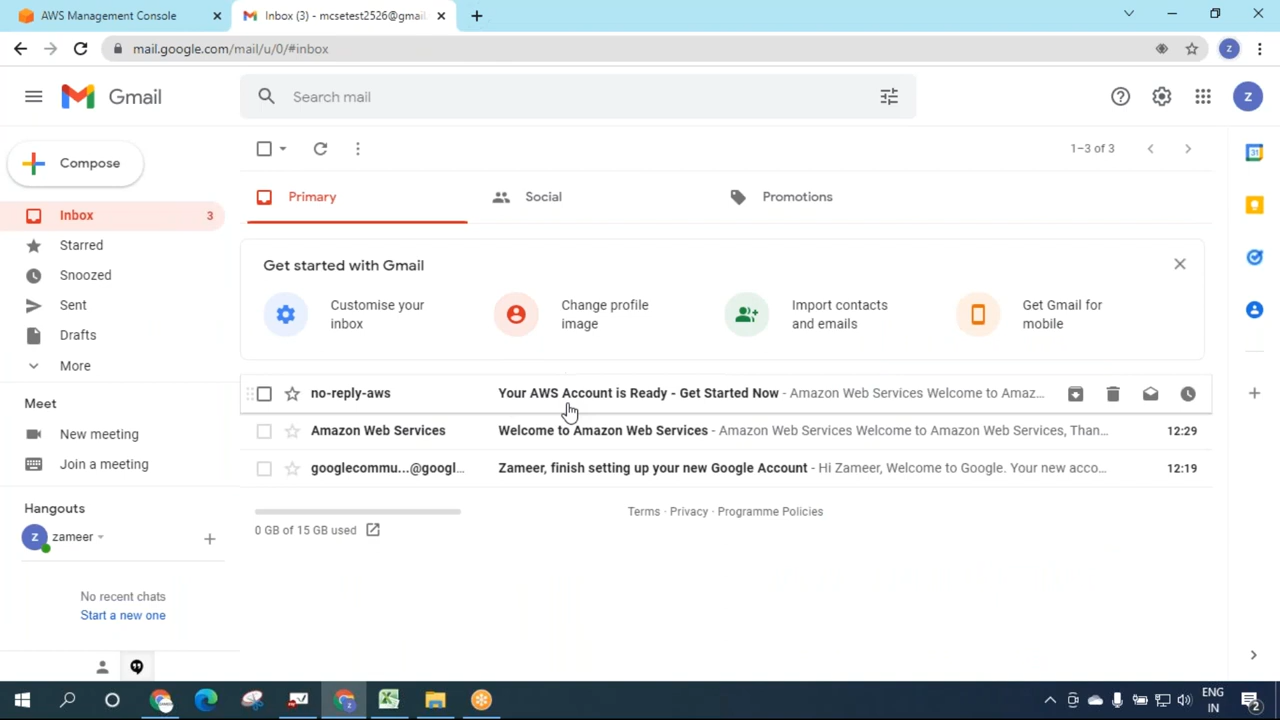 AWS Management Console
Inbox (3) - mcsetest2526@gmail.
mail.google.com/mail/u/0/#inbox
Z
Gmail
Search mail
Z
Compose
1–3 of 3
31
Primary
Social
Promotions
Inbox
3
Starred
Snoozed
Sent
Drafts
More
Get started with Gmail
Customise your
inbox
Change profile
image
Import contacts
and emails
Get Gmail for
mobile
no-reply-aws
Your AWS Account is Ready - Get Started Now - Amazon Web Services Welcome to Amaz...
Amazon Web Services
Welcome to Amazon Web Services - Amazon Web Services Welcome to Amazon Web Services, Than...
12:29
googlecommu...@googl...
Zameer, finish setting up your new Google Account - Hi Zameer, Welcome to Google. Your new acco...
12:19
Meet
New meeting
Join a meeting
Hangouts
Z
zameer
Terms · Privacy · Programme Policies
0 GB of 15 GB used
No recent chats
Start a new one
ENG
IN
2